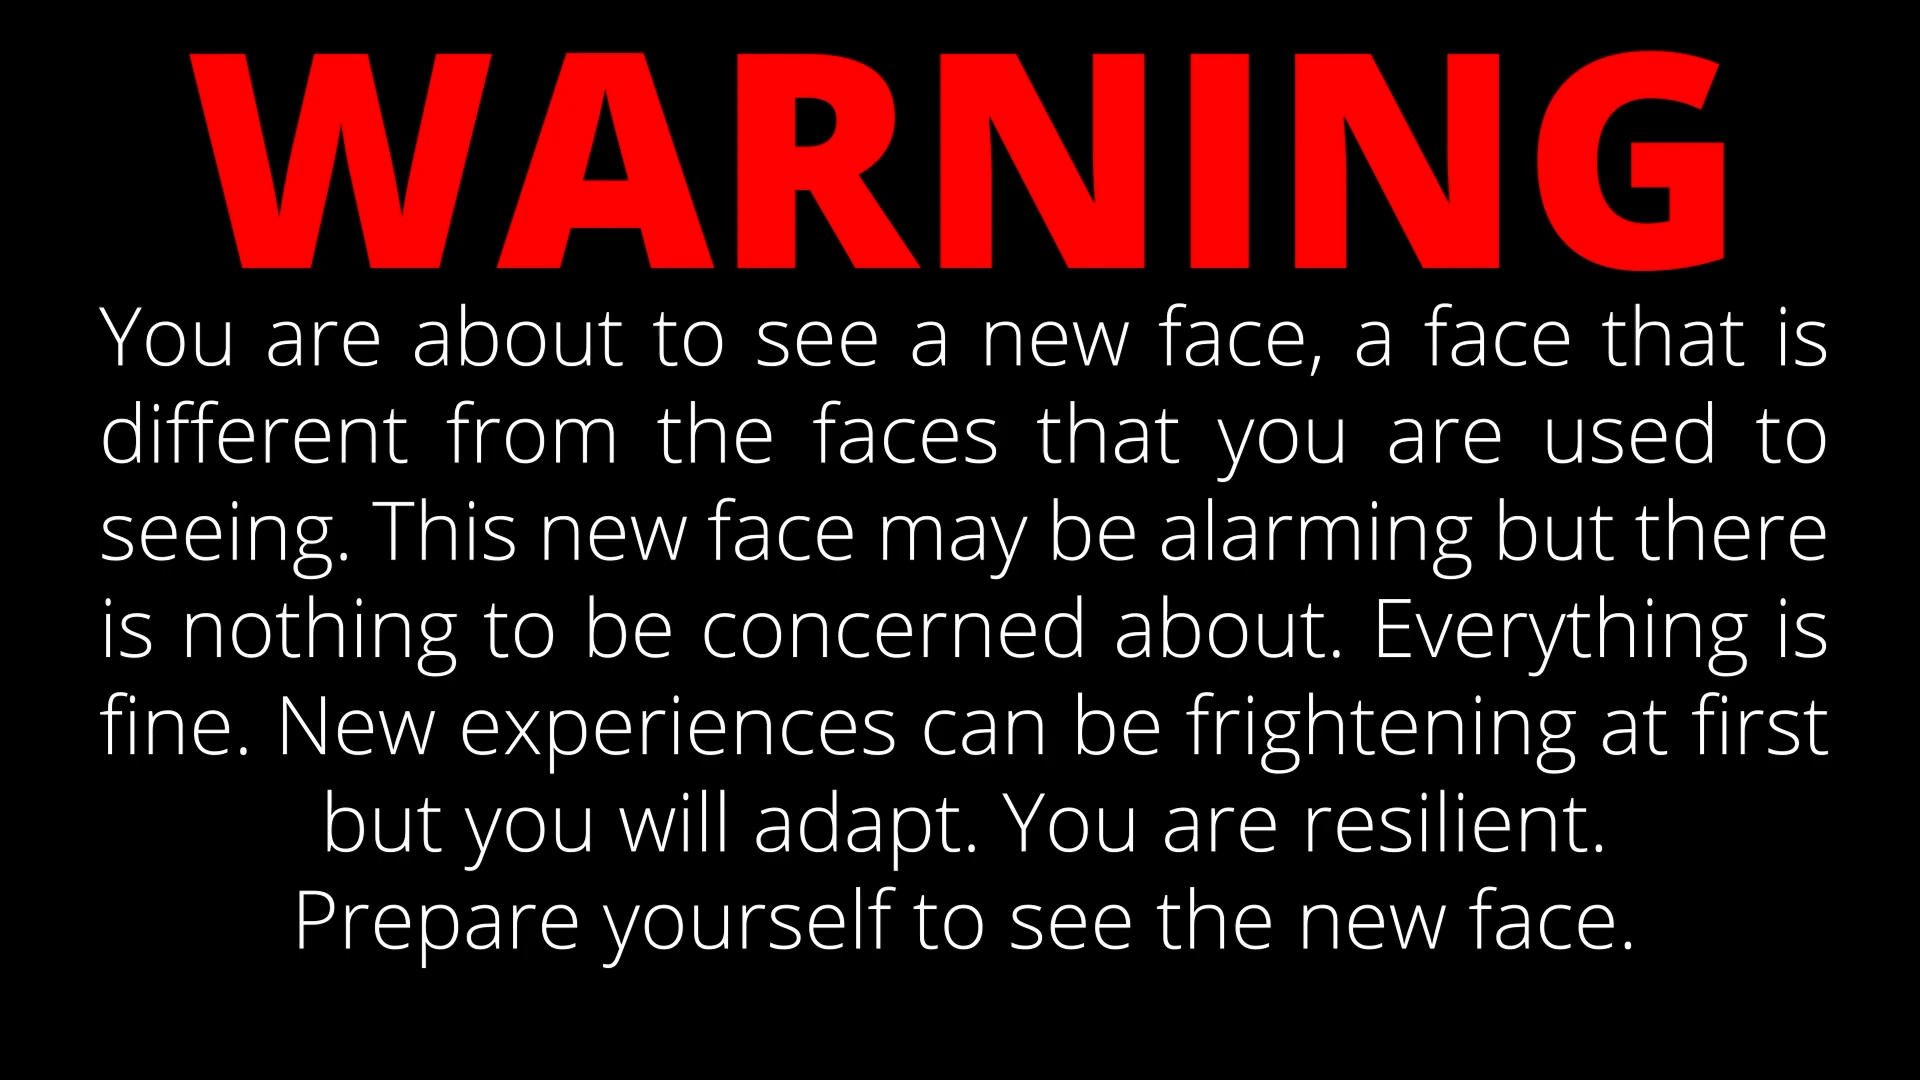 WARNING
You are about to see a new face, a face that is
different from the faces that you are used to
seeing. This new face may be alarming but there
is nothing to be concerned about. Everything is
fine. New experiences can be frightening at first
but you will adapt. You are resilient.
Prepare yourself to see the new face.